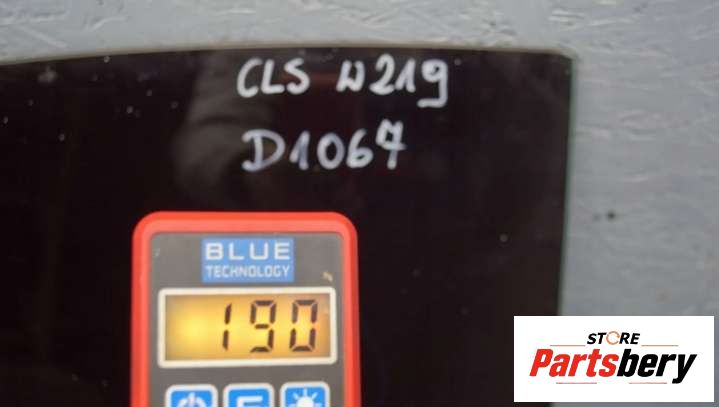 CLS W219
D1067
BLUE
TECHNOLOGY
190
F
STORE
Partsbery